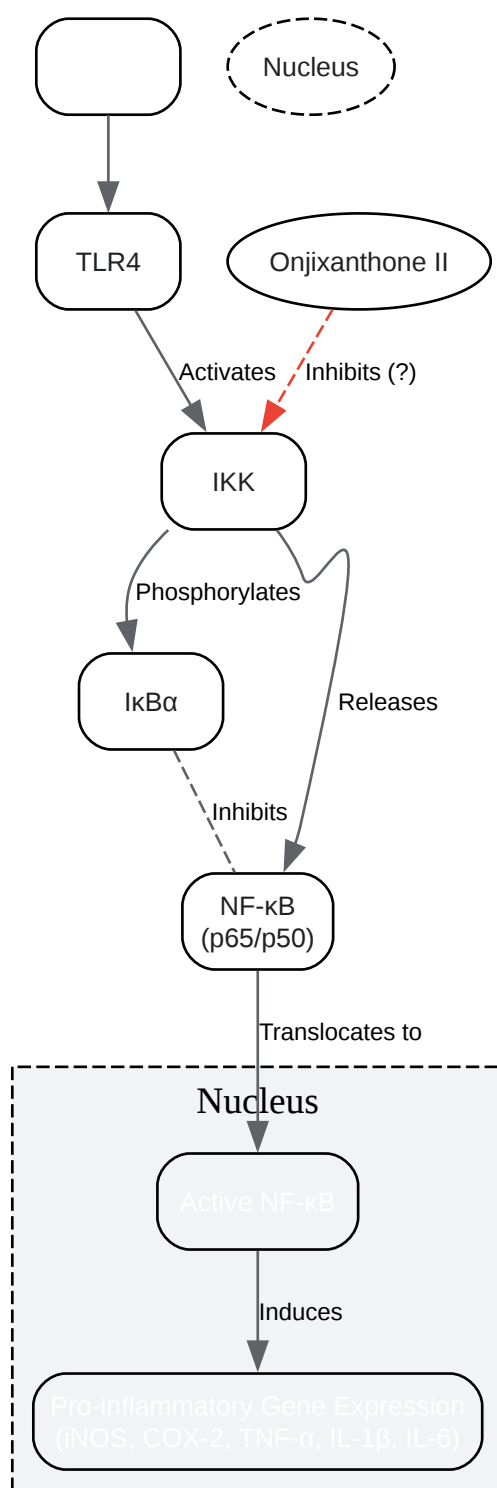 Nucleus
TLR4
Onjixanthone II
Activates
Inhibits (?)
IKK
Phosphorylates
IκBα
Releases
Inhibits
NF-κB
(p65/p50)
Translocates to
Nucleus
Active NF-κB
Induces
Pro-inflammatory Gene Expression
(iNOS, COX-2, TNF-α, IL-1β, IL-6)